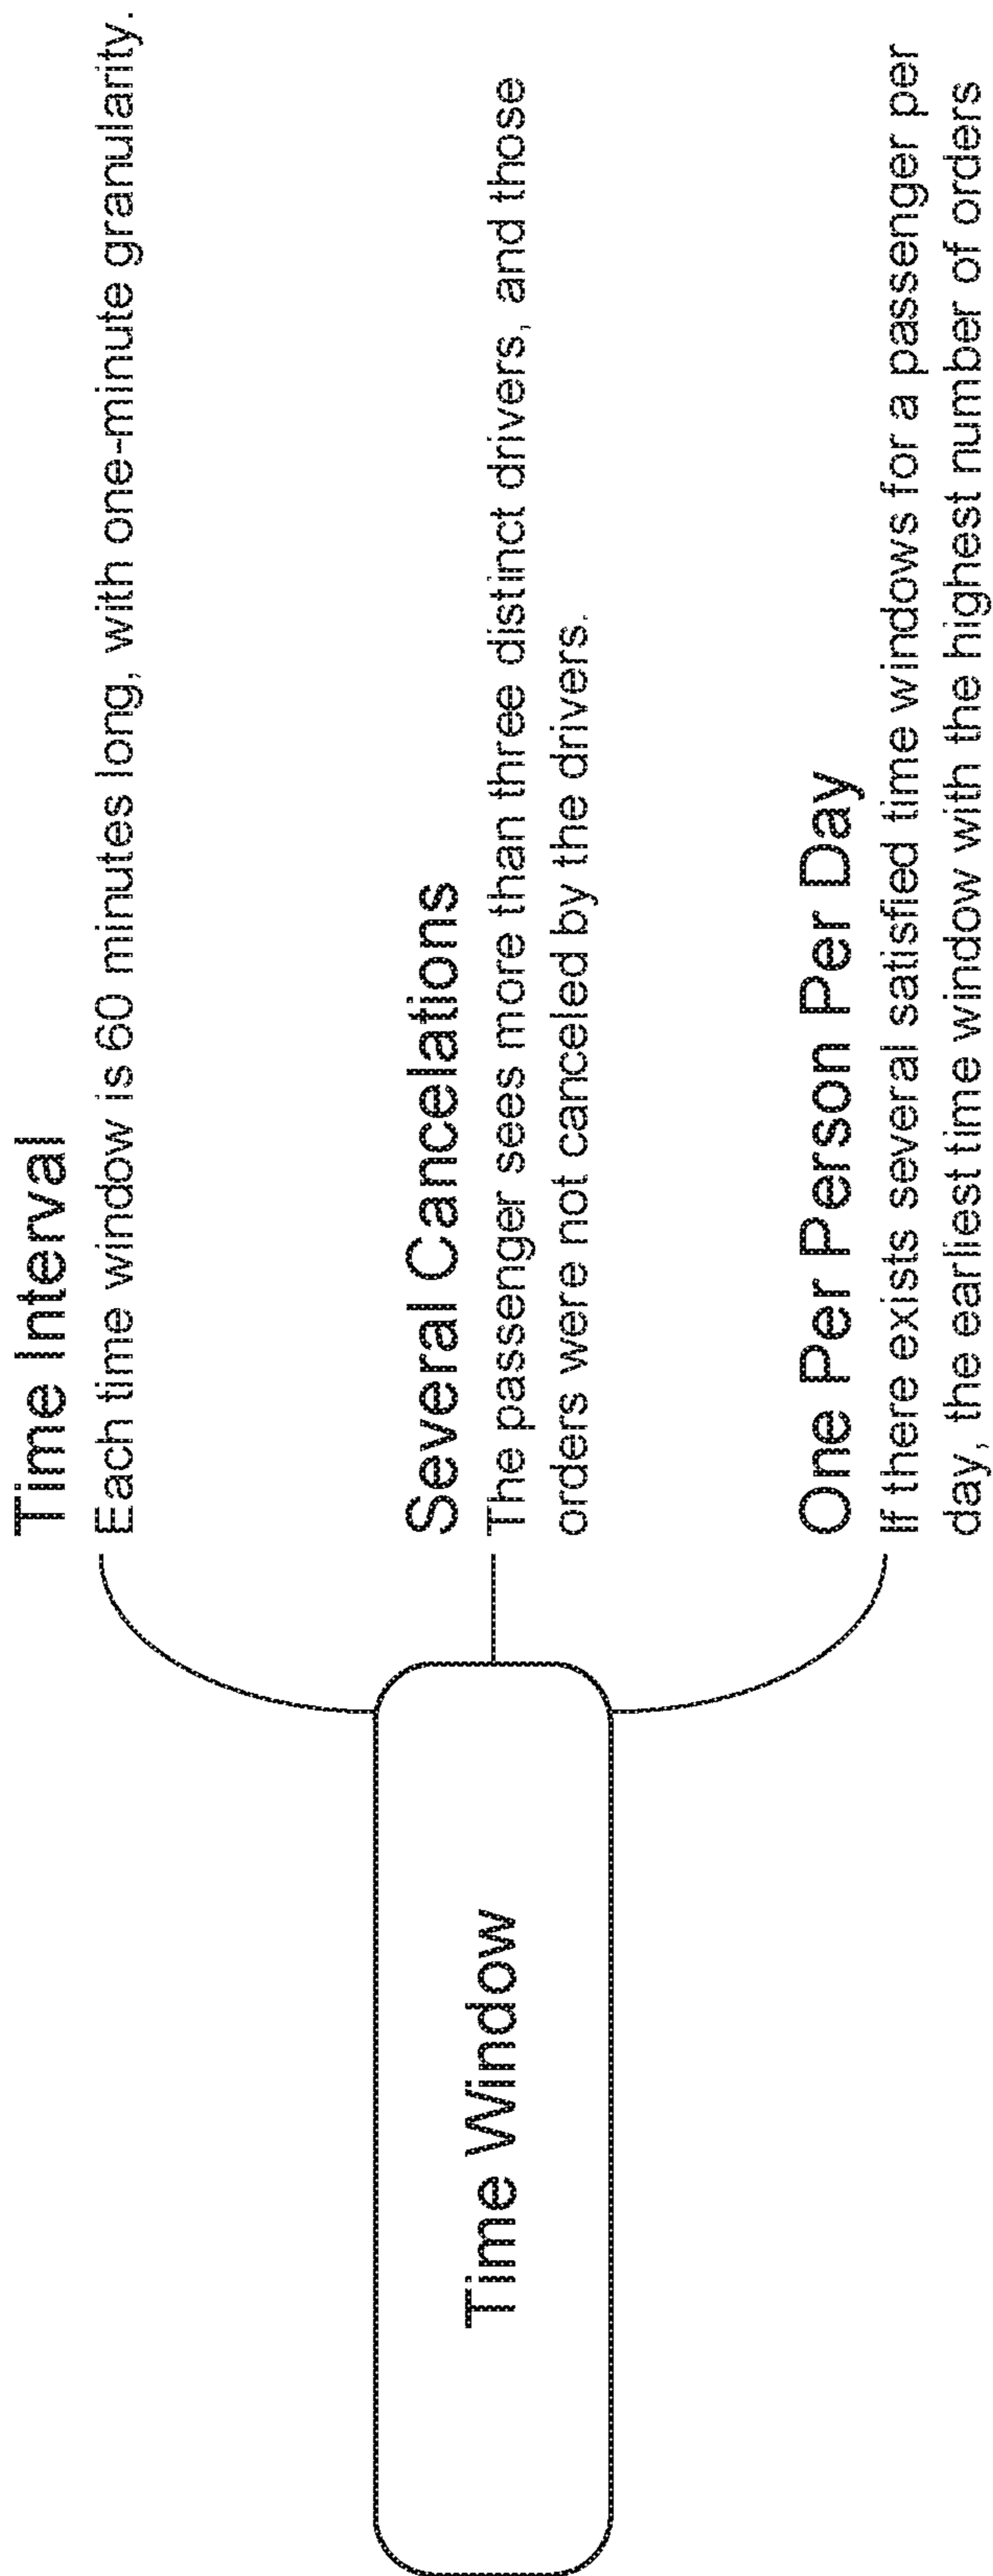 Time Window
Time Interval
Each time window is 60 minutes long, with one-minute granularity.
Several Cancelations
The passenger sees more than three distinct drivers, and those
orders were not canceled by the drivers.
One Per Person Per Day
If there exists several satisfied time windows for a passenger per
day, the earliest time window with the highest number of orders